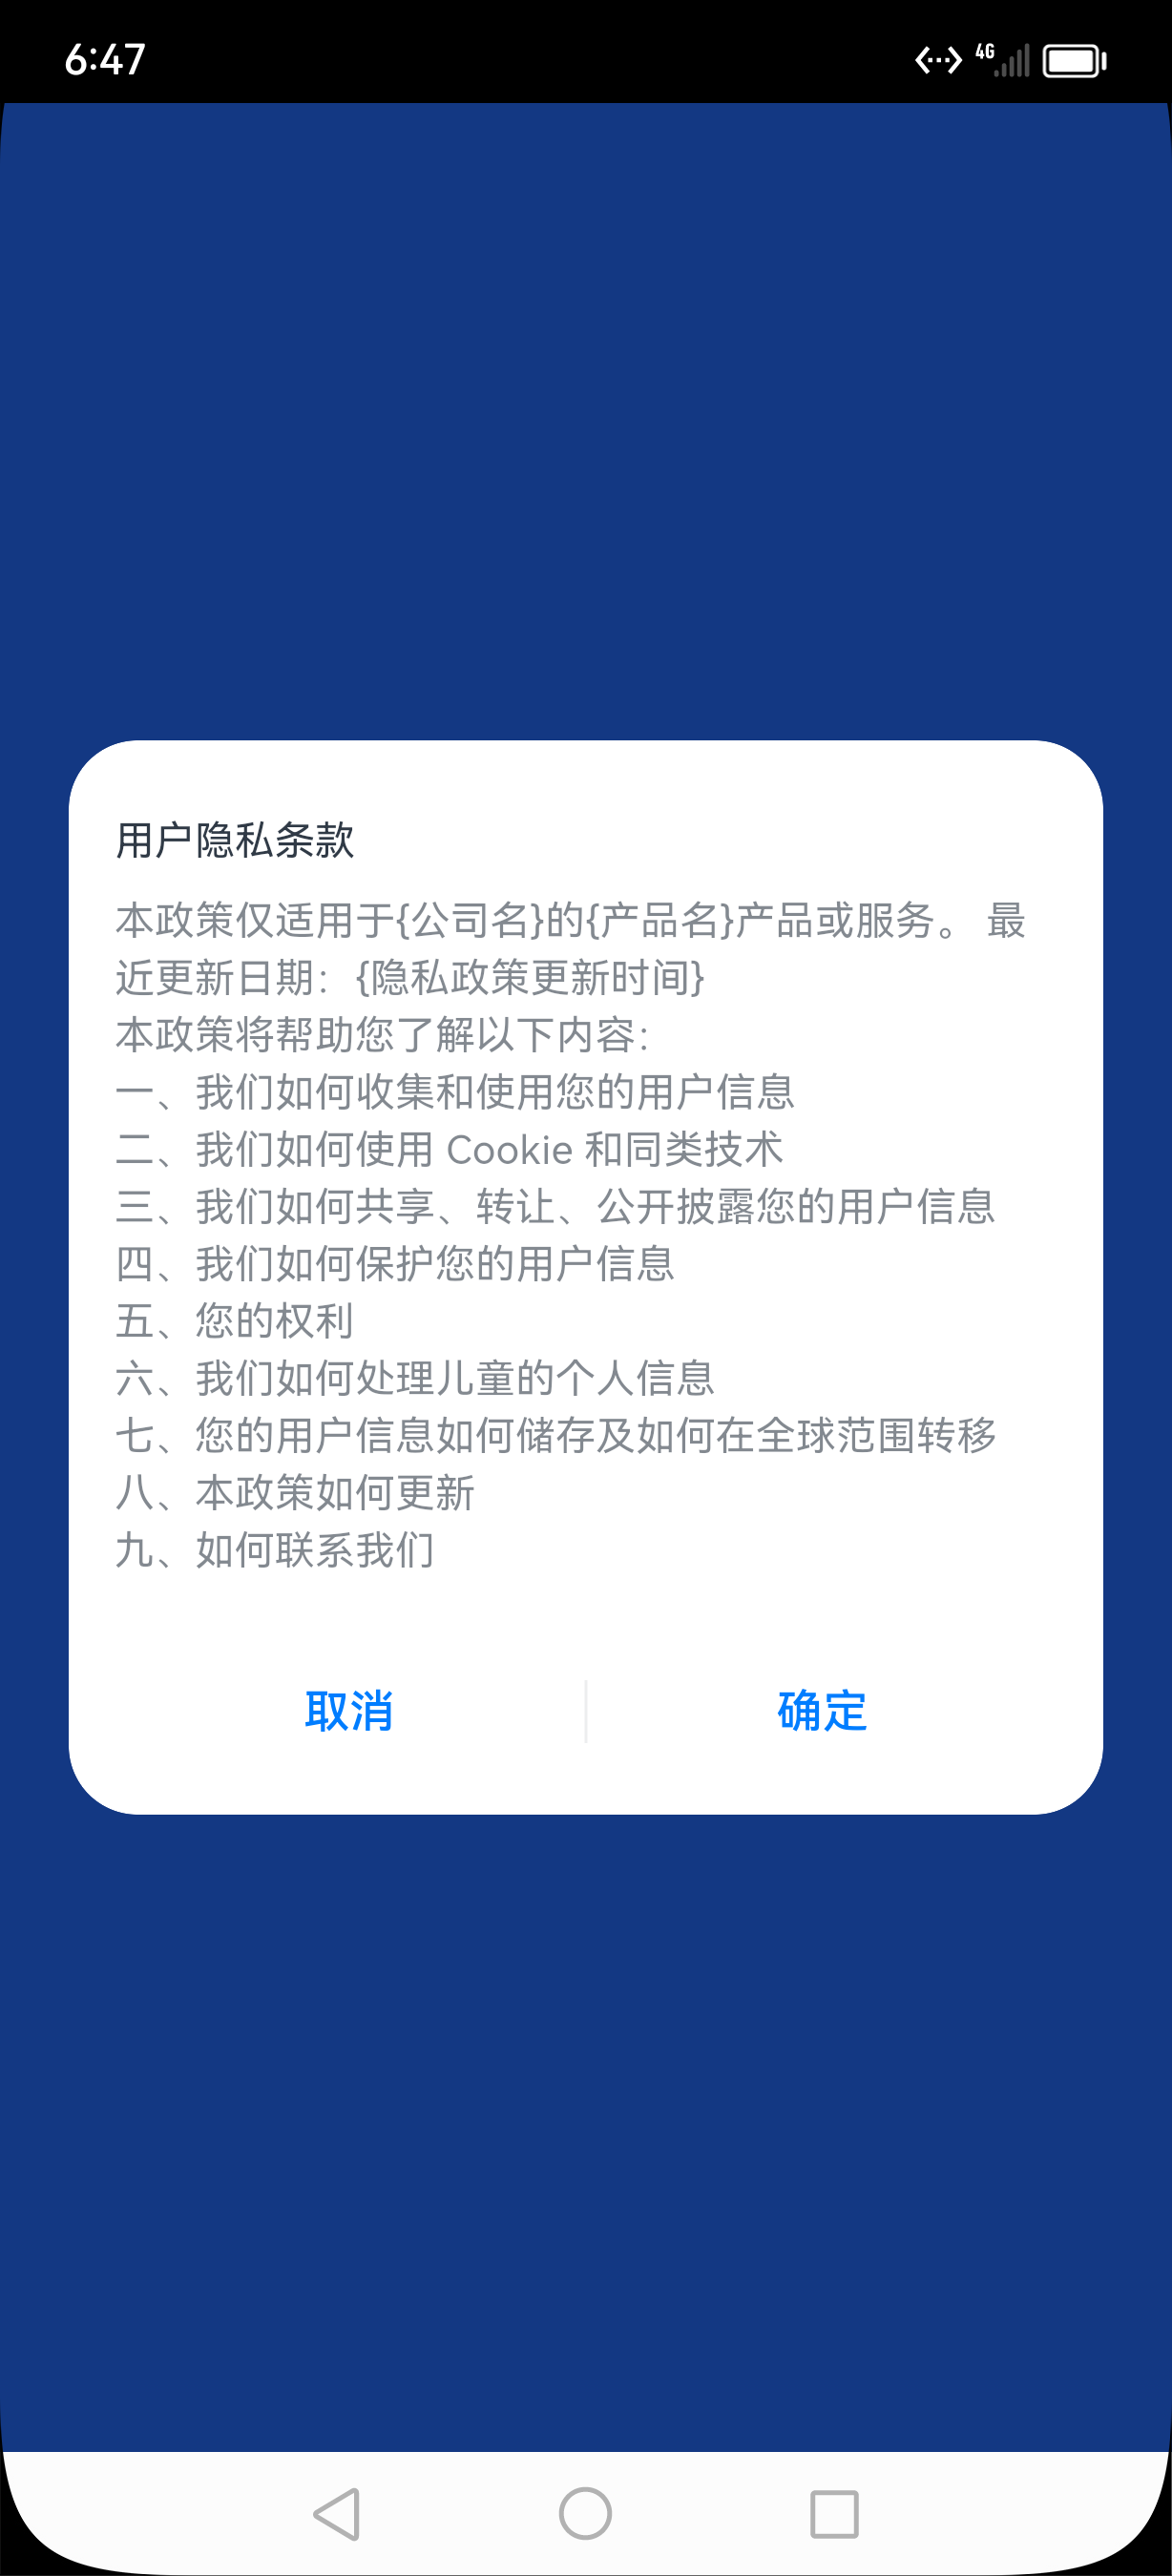 6:47
4G
用户隐私条款
本政策仅适用于{公司名}的{产品名}产品或服务。 最
近更新日期：{隐私政策更新时间}
本政策将帮助您了解以下内容：
一、我们如何收集和使用您的用户信息
二、我们如何使用 Cookie 和同类技术
三、我们如何共享、转让、公开披露您的用户信息
四、我们如何保护您的用户信息
五、您的权利
六、我们如何处理儿童的个人信息
七、您的用户信息如何储存及如何在全球范围转移
八、本政策如何更新
九、如何联系我们
取消
确定